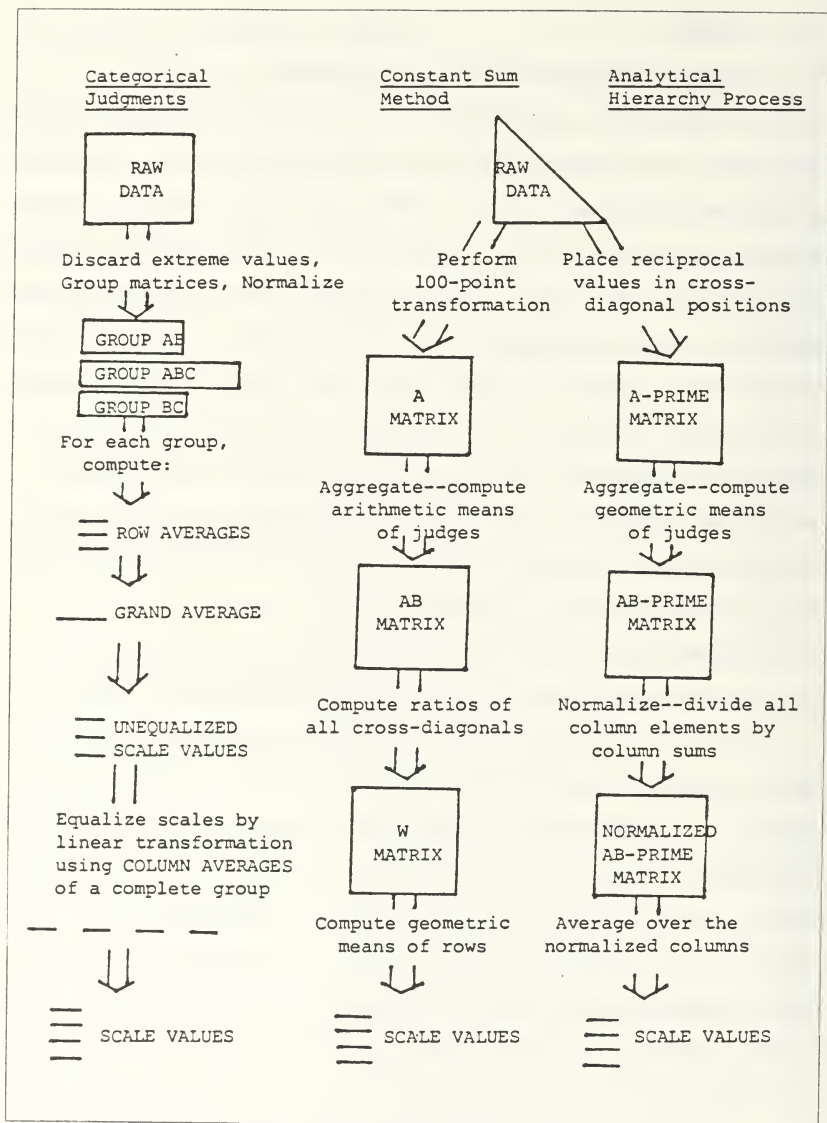 Categorical
Judgments
RAW
DATA
Discard extreme values,
Group matrices, Normalize
GROUP AB
GROUP ABC
GROUP BC
For each group,
compute:
ROW AVERAGES
GRAND AVERAGE
UNEQUALIZED
SCALE VALUES
Equalize scales by
linear transformation
using COLUMN AVERAGES
of a complete group
SCALE VALUES
Constant Sum
Method
Analytical
Hierarchy Process
RAW
DATA
Perform
100-point
transformation
A
MATRIX
Aggregate--compute
arithmetic means
of judges
AB
MATRIX
Compute ratios of
all cross-diagonals
W
MATRIX
Compute geometric
means of rows
SCALE VALUES
Place reciprocal
values in cross-
diagonal positions
A-PRIME
MATRIX
Aggregate--compute
geometric means
of judges
AB-PRIME
MATRIX
Normalize--divide all
column elements by
column sums
NORMALIZED
AB-PRIME
MATRIX
Average over the
normalized columns
SCALE VALUES